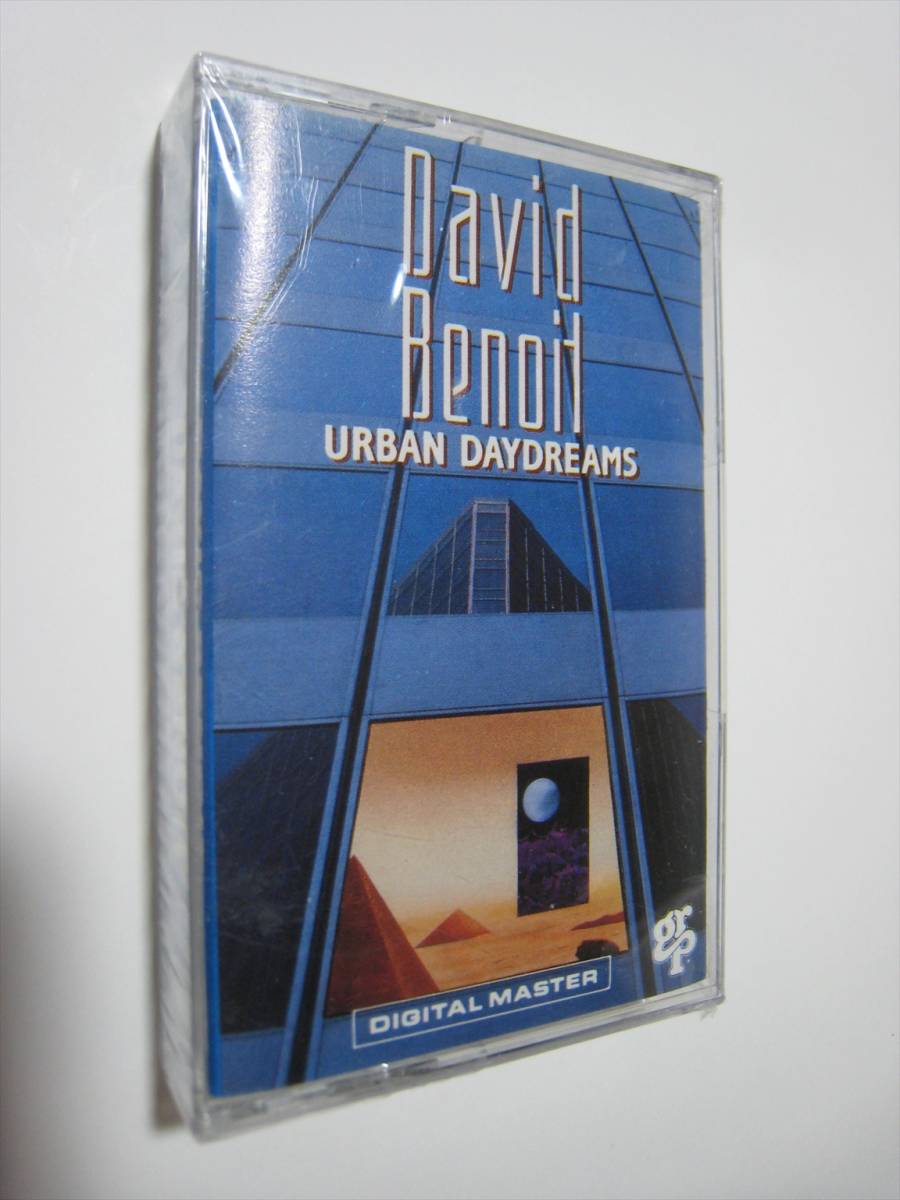 David
Benoit
URBAN DAYDREAMS
grp
DIGITAL MASTER